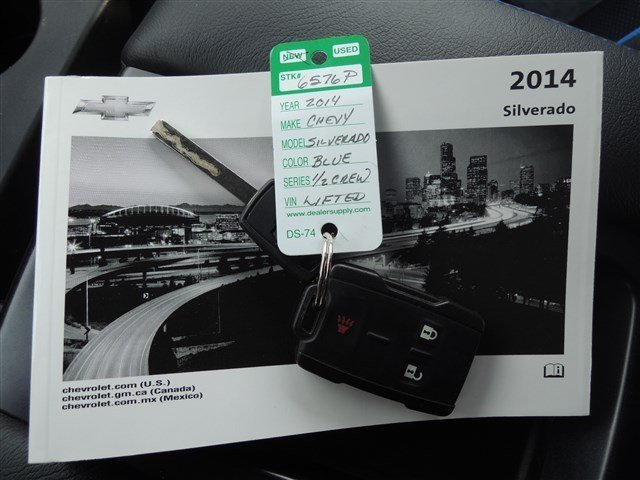 NEW USED
STK# 6576P
YEAR 2014
MAKE CHEVY
MODEL SILVERADO
COLOR BLUE
SERIES 1/2 CREW
VIN LIFTED
www.dealersupply.com
DS-74
2014
Silverado
chevrolet.com (U.S.)
chevrolet.gm.ca (Canada)
chevrolet.com.mx (Mexico)